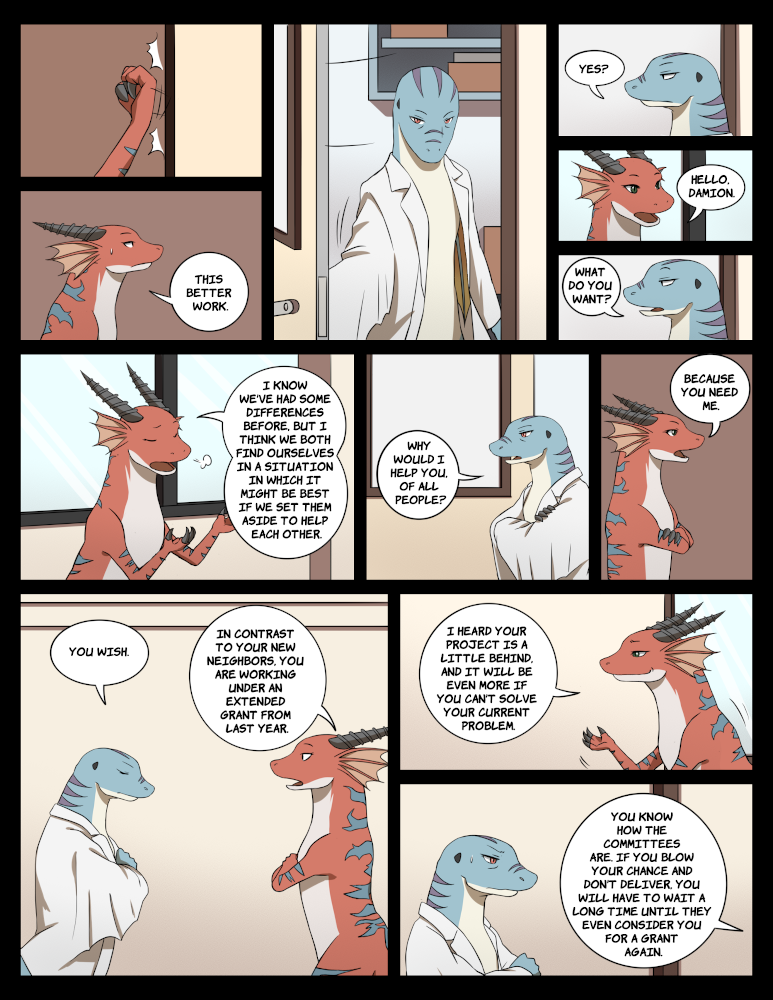 THIS
BETTER
WORK.
YES?
HELLO,
DAMION.
WHAT
DO YOU
WANT?
I KNOW
WE'VE HAD SOME
DIFFERENCES
BEFORE, BUT I
THINK WE BOTH
FIND OURSELVES
IN A SITUATION
IN WHICH IT
MIGHT BE BEST
IF WE SET THEM
ASIDE TO HELP
EACH OTHER.
WHY
WOULD I
HELP YOU,
OF ALL
PEOPLE?
BECAUSE
YOU NEED
ME.
YOU WISH.
IN CONTRAST
TO YOUR NEW
NEIGHBORS, YOU
ARE WORKING
UNDER AN
EXTENDED
GRANT FROM
LAST YEAR.
I HEARD YOUR
PROJECT IS A
LITTLE BEHIND,
AND IT WILL BE
EVEN MORE IF
YOU CAN'T SOLVE
YOUR CURRENT
PROBLEM.
YOU KNOW
HOW THE
COMMITTEES
ARE. IF YOU BLOW
YOUR CHANCE AND
DON'T DELIVER, YOU
WILL HAVE TO WAIT A
LONG TIME UNTIL THEY
EVEN CONSIDER YOU
FOR A GRANT
AGAIN.